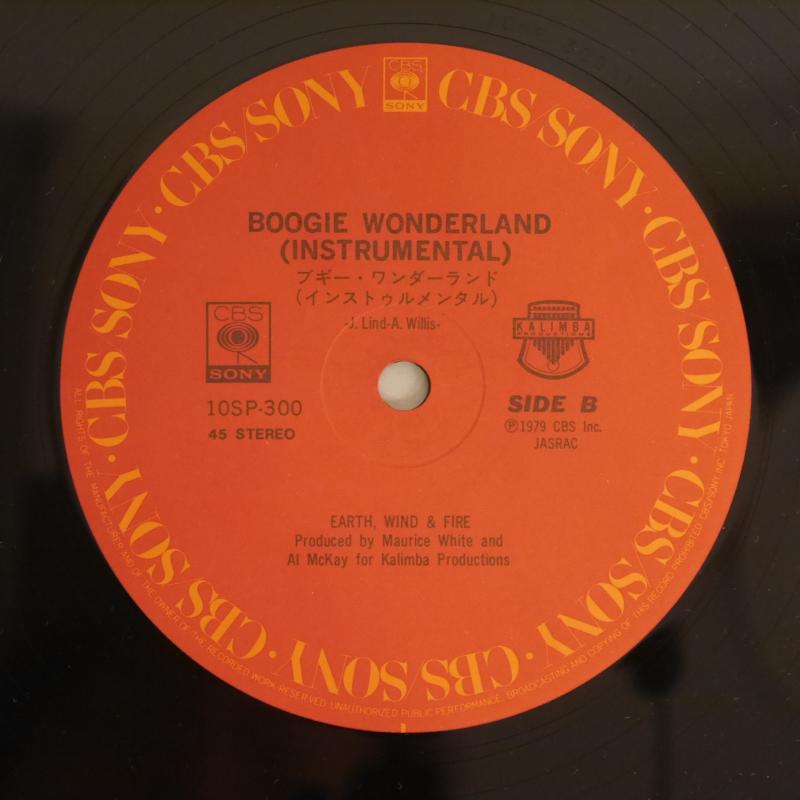 CBS/SONY · CBS/SONY · CBS/SONY · CBS/SONY · CBS/SONY · CBS/SONY · CBS/SONY · CBS/SONY · CBS/SONY · CBS/SONY
CBS
SONY
BOOGIE WONDERLAND
(INSTRUMENTAL)
ブギー・ワンダーランド
(インストゥルメンタル)
-J. Lind-A. Willis-
CBS
SONY
KALIMBA
PRODUCTIONS
10SP-300
45 STEREO
SIDE B
Ⓟ1979 CBS Inc.
JASRAC
EARTH, WIND & FIRE
Produced by Maurice White and
Al McKay for Kalimba Productions
ALL RIGHTS OF THE MANUFACTURER AND OF THE OWNER OF THE RECORDED WORK RESERVED. UNAUTHORIZED PUBLIC PERFORMANCE, BROADCASTING AND COPYING OF THIS RECORD PROHIBITED. CBS/SONY INC. TOKYO JAPAN